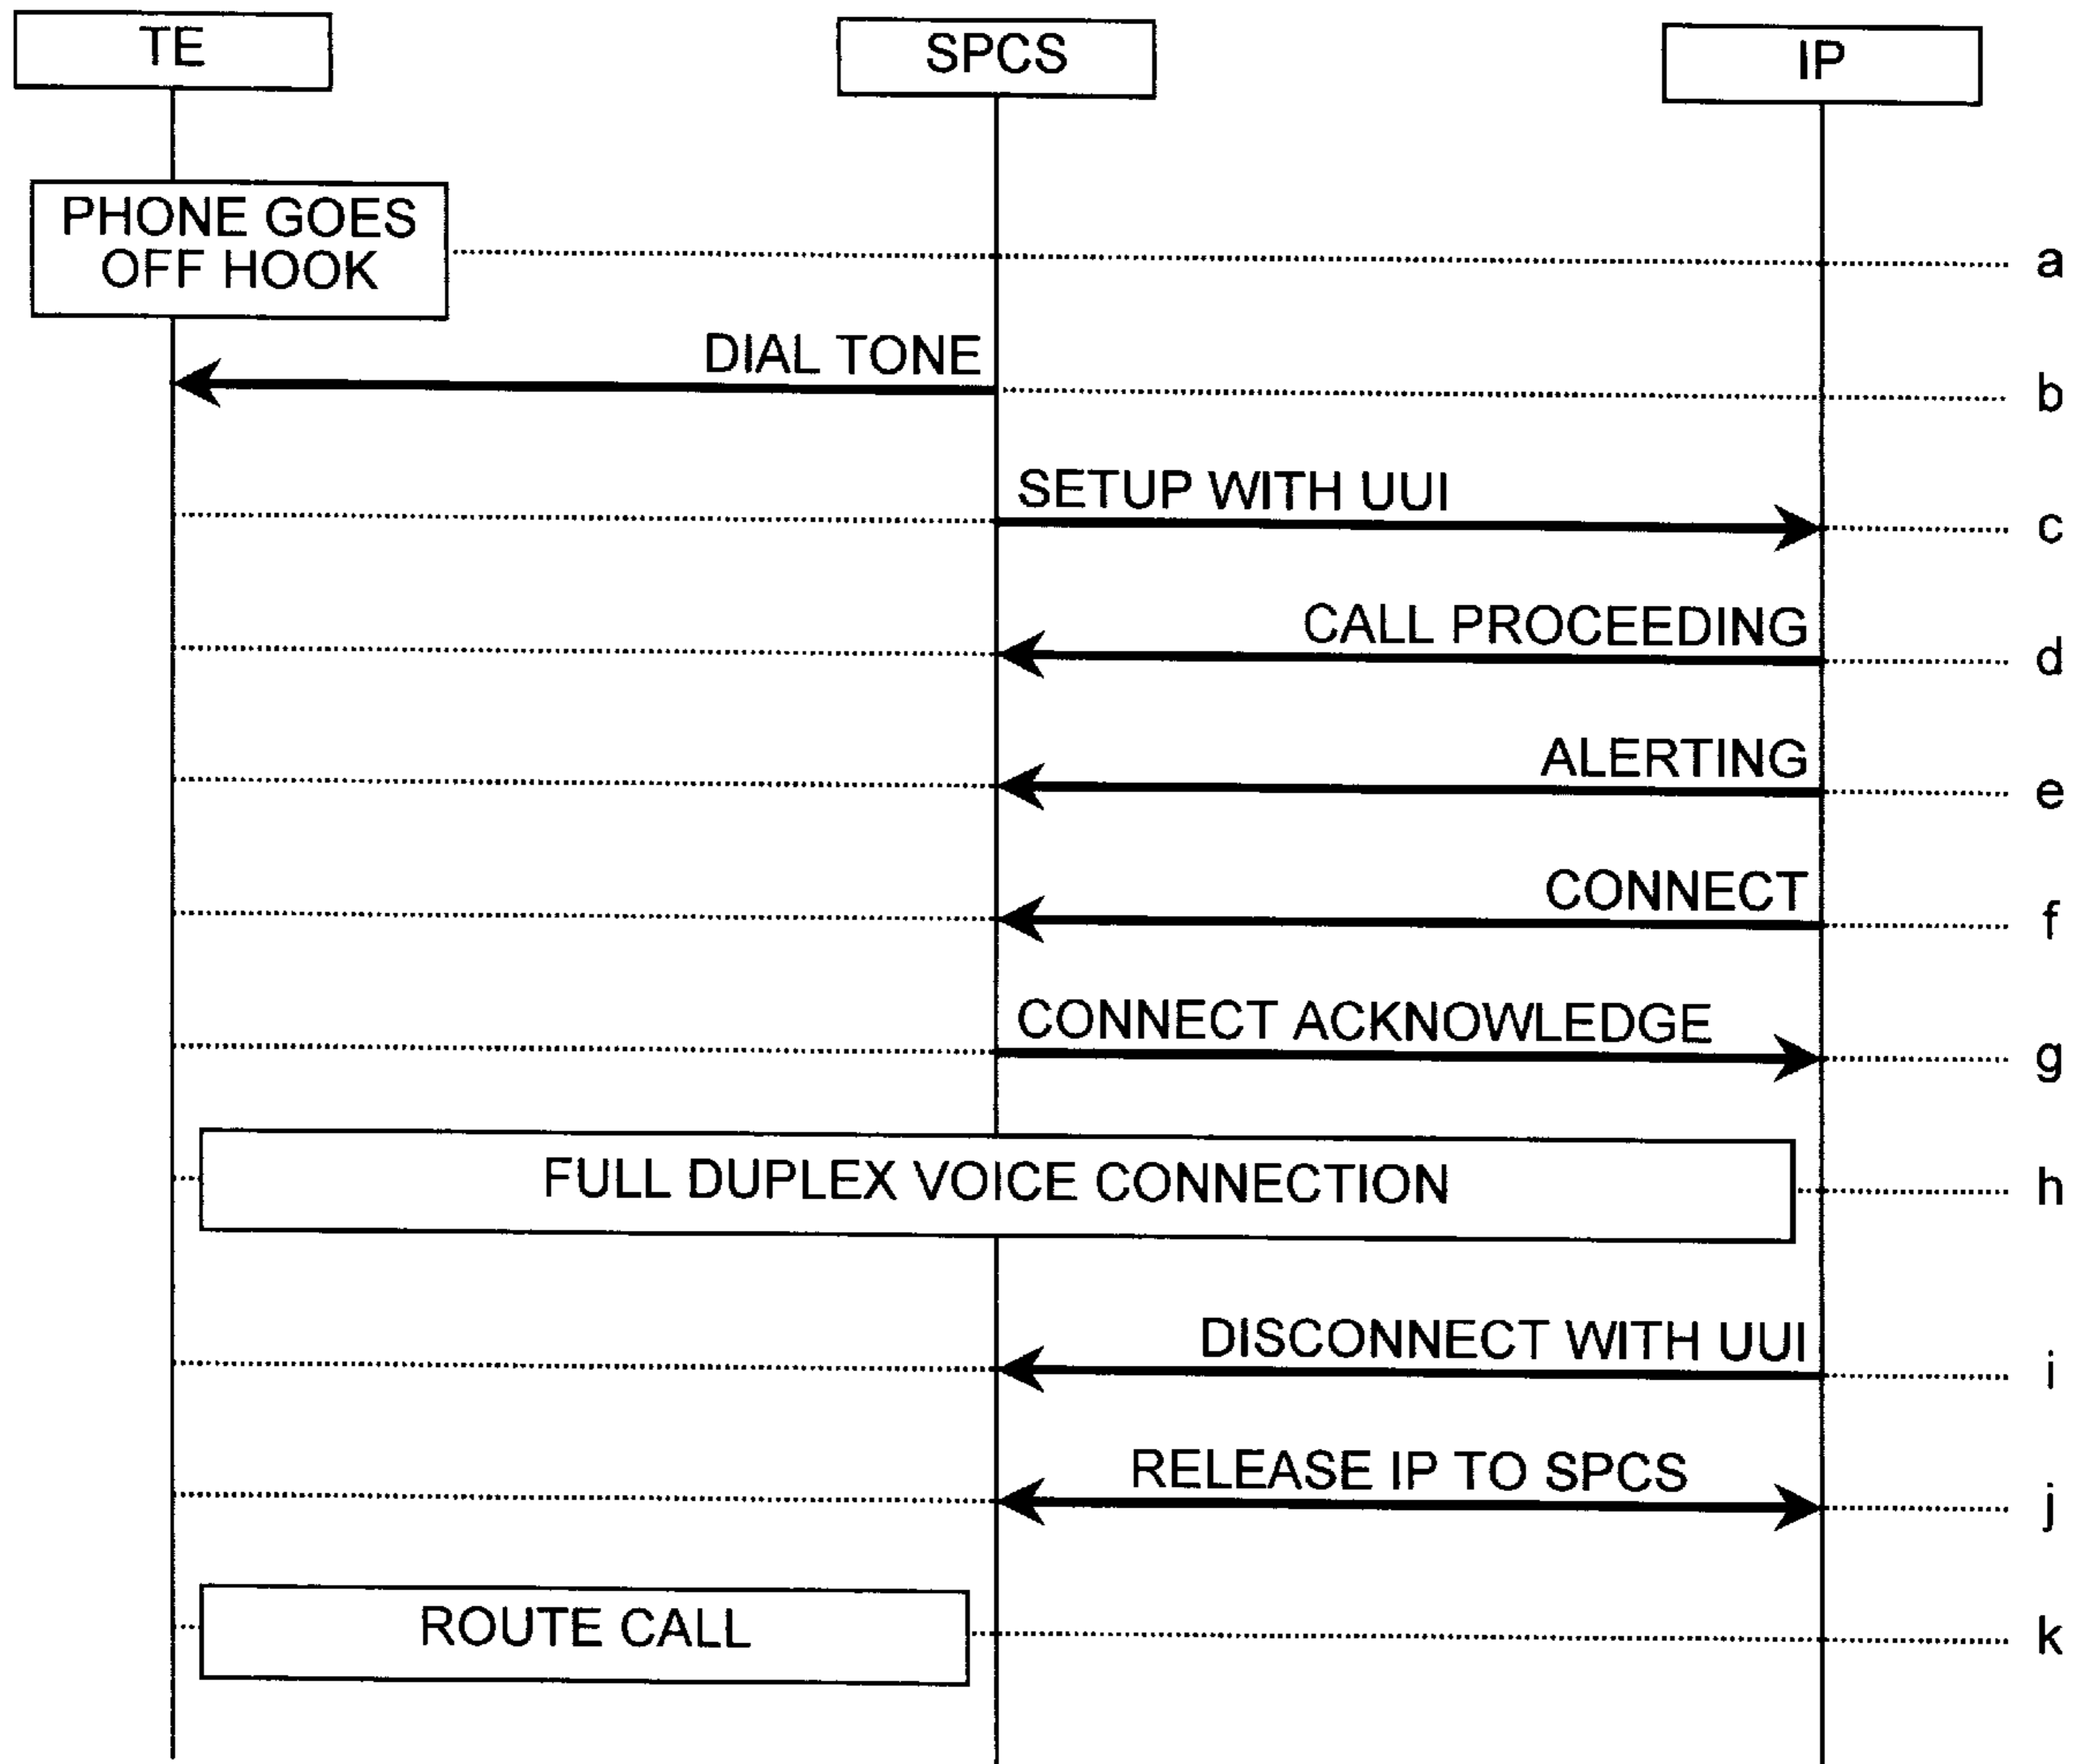 TE
SPCS
IP
PHONE GOES
OFF HOOK
a
DIAL TONE
b
SETUP WITH UUI
c
CALL PROCEEDING
d
ALERTING
e
CONNECT
f
CONNECT ACKNOWLEDGE
g
FULL DUPLEX VOICE CONNECTION
h
DISCONNECT WITH UUI
i
RELEASE IP TO SPCS
j
ROUTE CALL
k